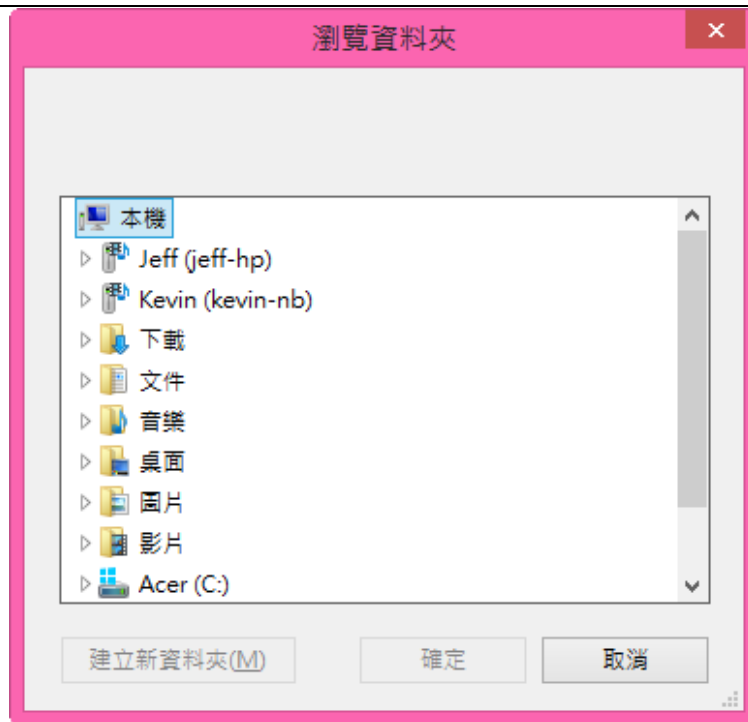 瀏覽資料夾
本機
Jeff (jeff-hp)
Kevin (kevin-nb)
下載
文件
音樂
桌面
圖片
影片
Acer (C:)
建立新資料夾(M) 確定 取消